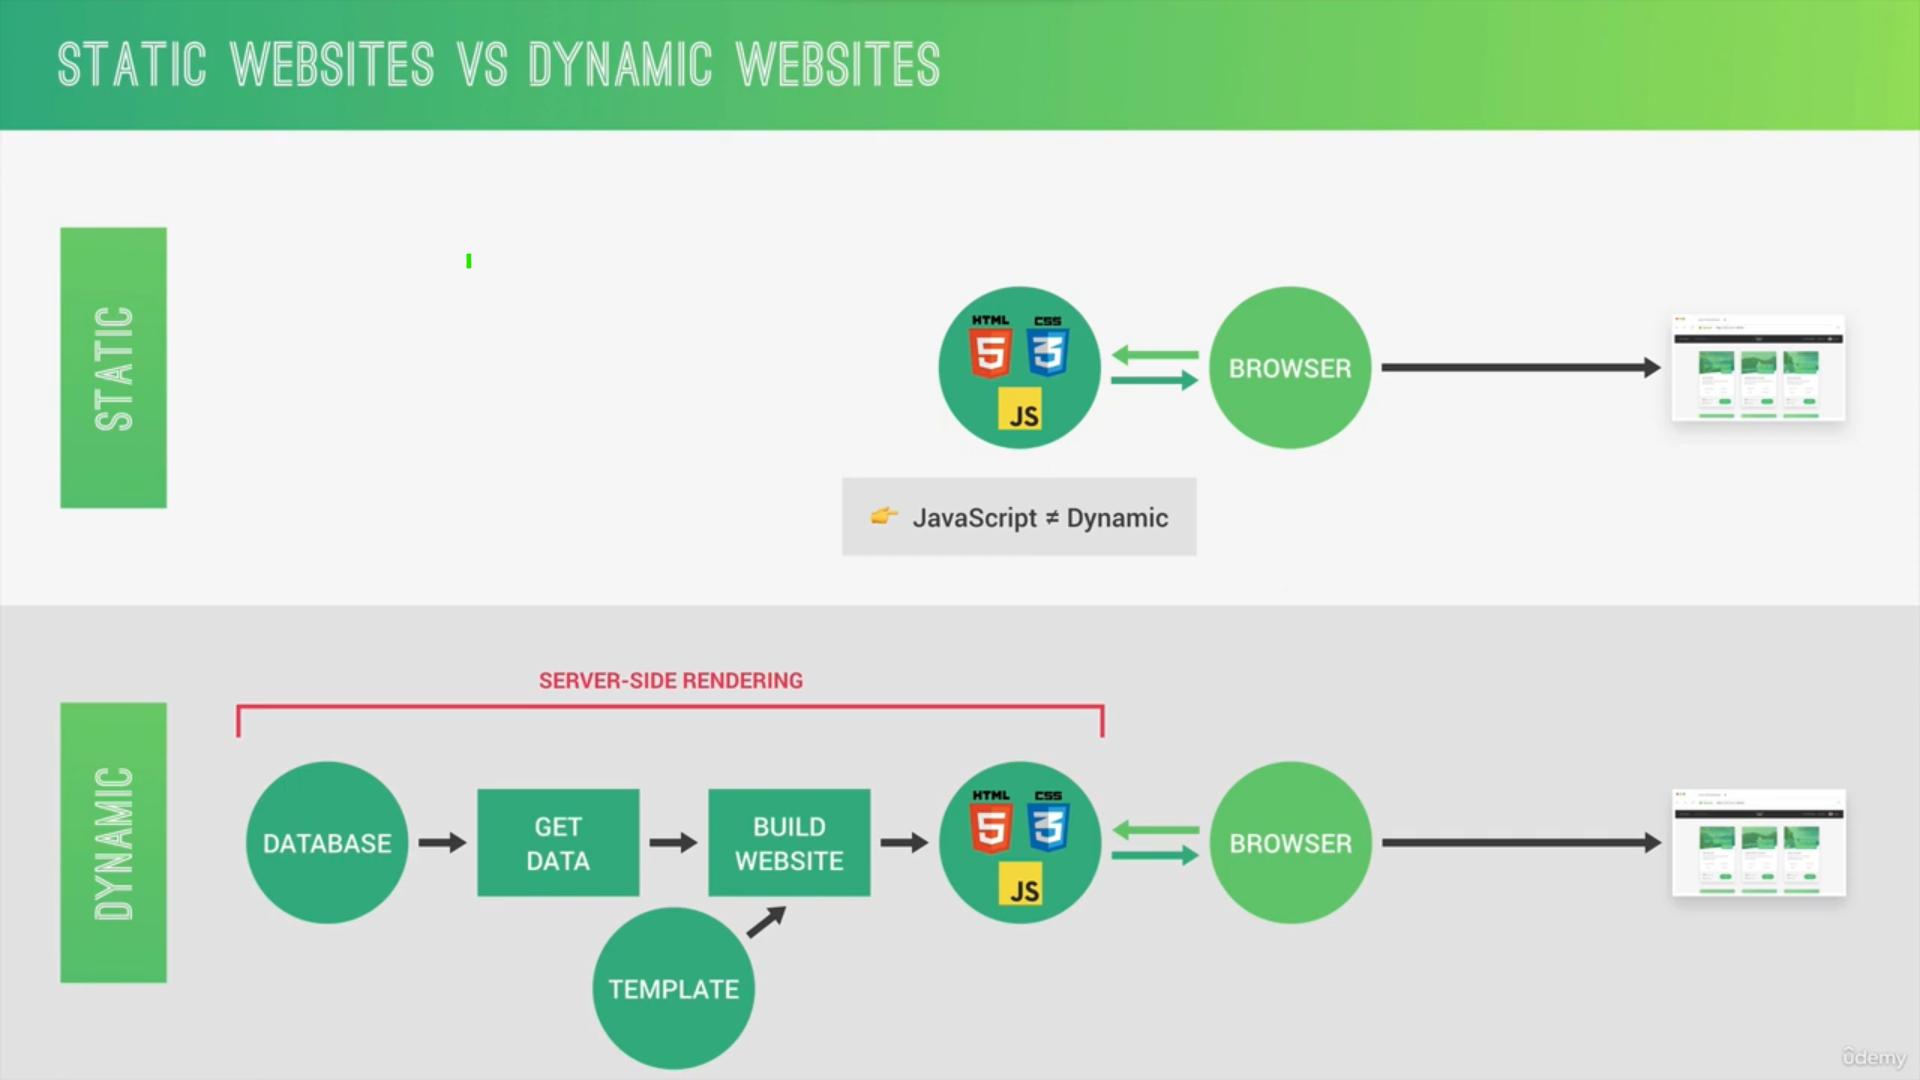 STATIC WEBSITES VS DYNAMIC WEBSITES
STATIC
HTML CSS
5 3
JS
BROWSER
👉 JavaScript ≠ Dynamic
SERVER-SIDE RENDERING
DYNAMIC
DATABASE
GET
DATA
BUILD
WEBSITE
HTML CSS
5 3
JS
BROWSER
TEMPLATE
ûdemy